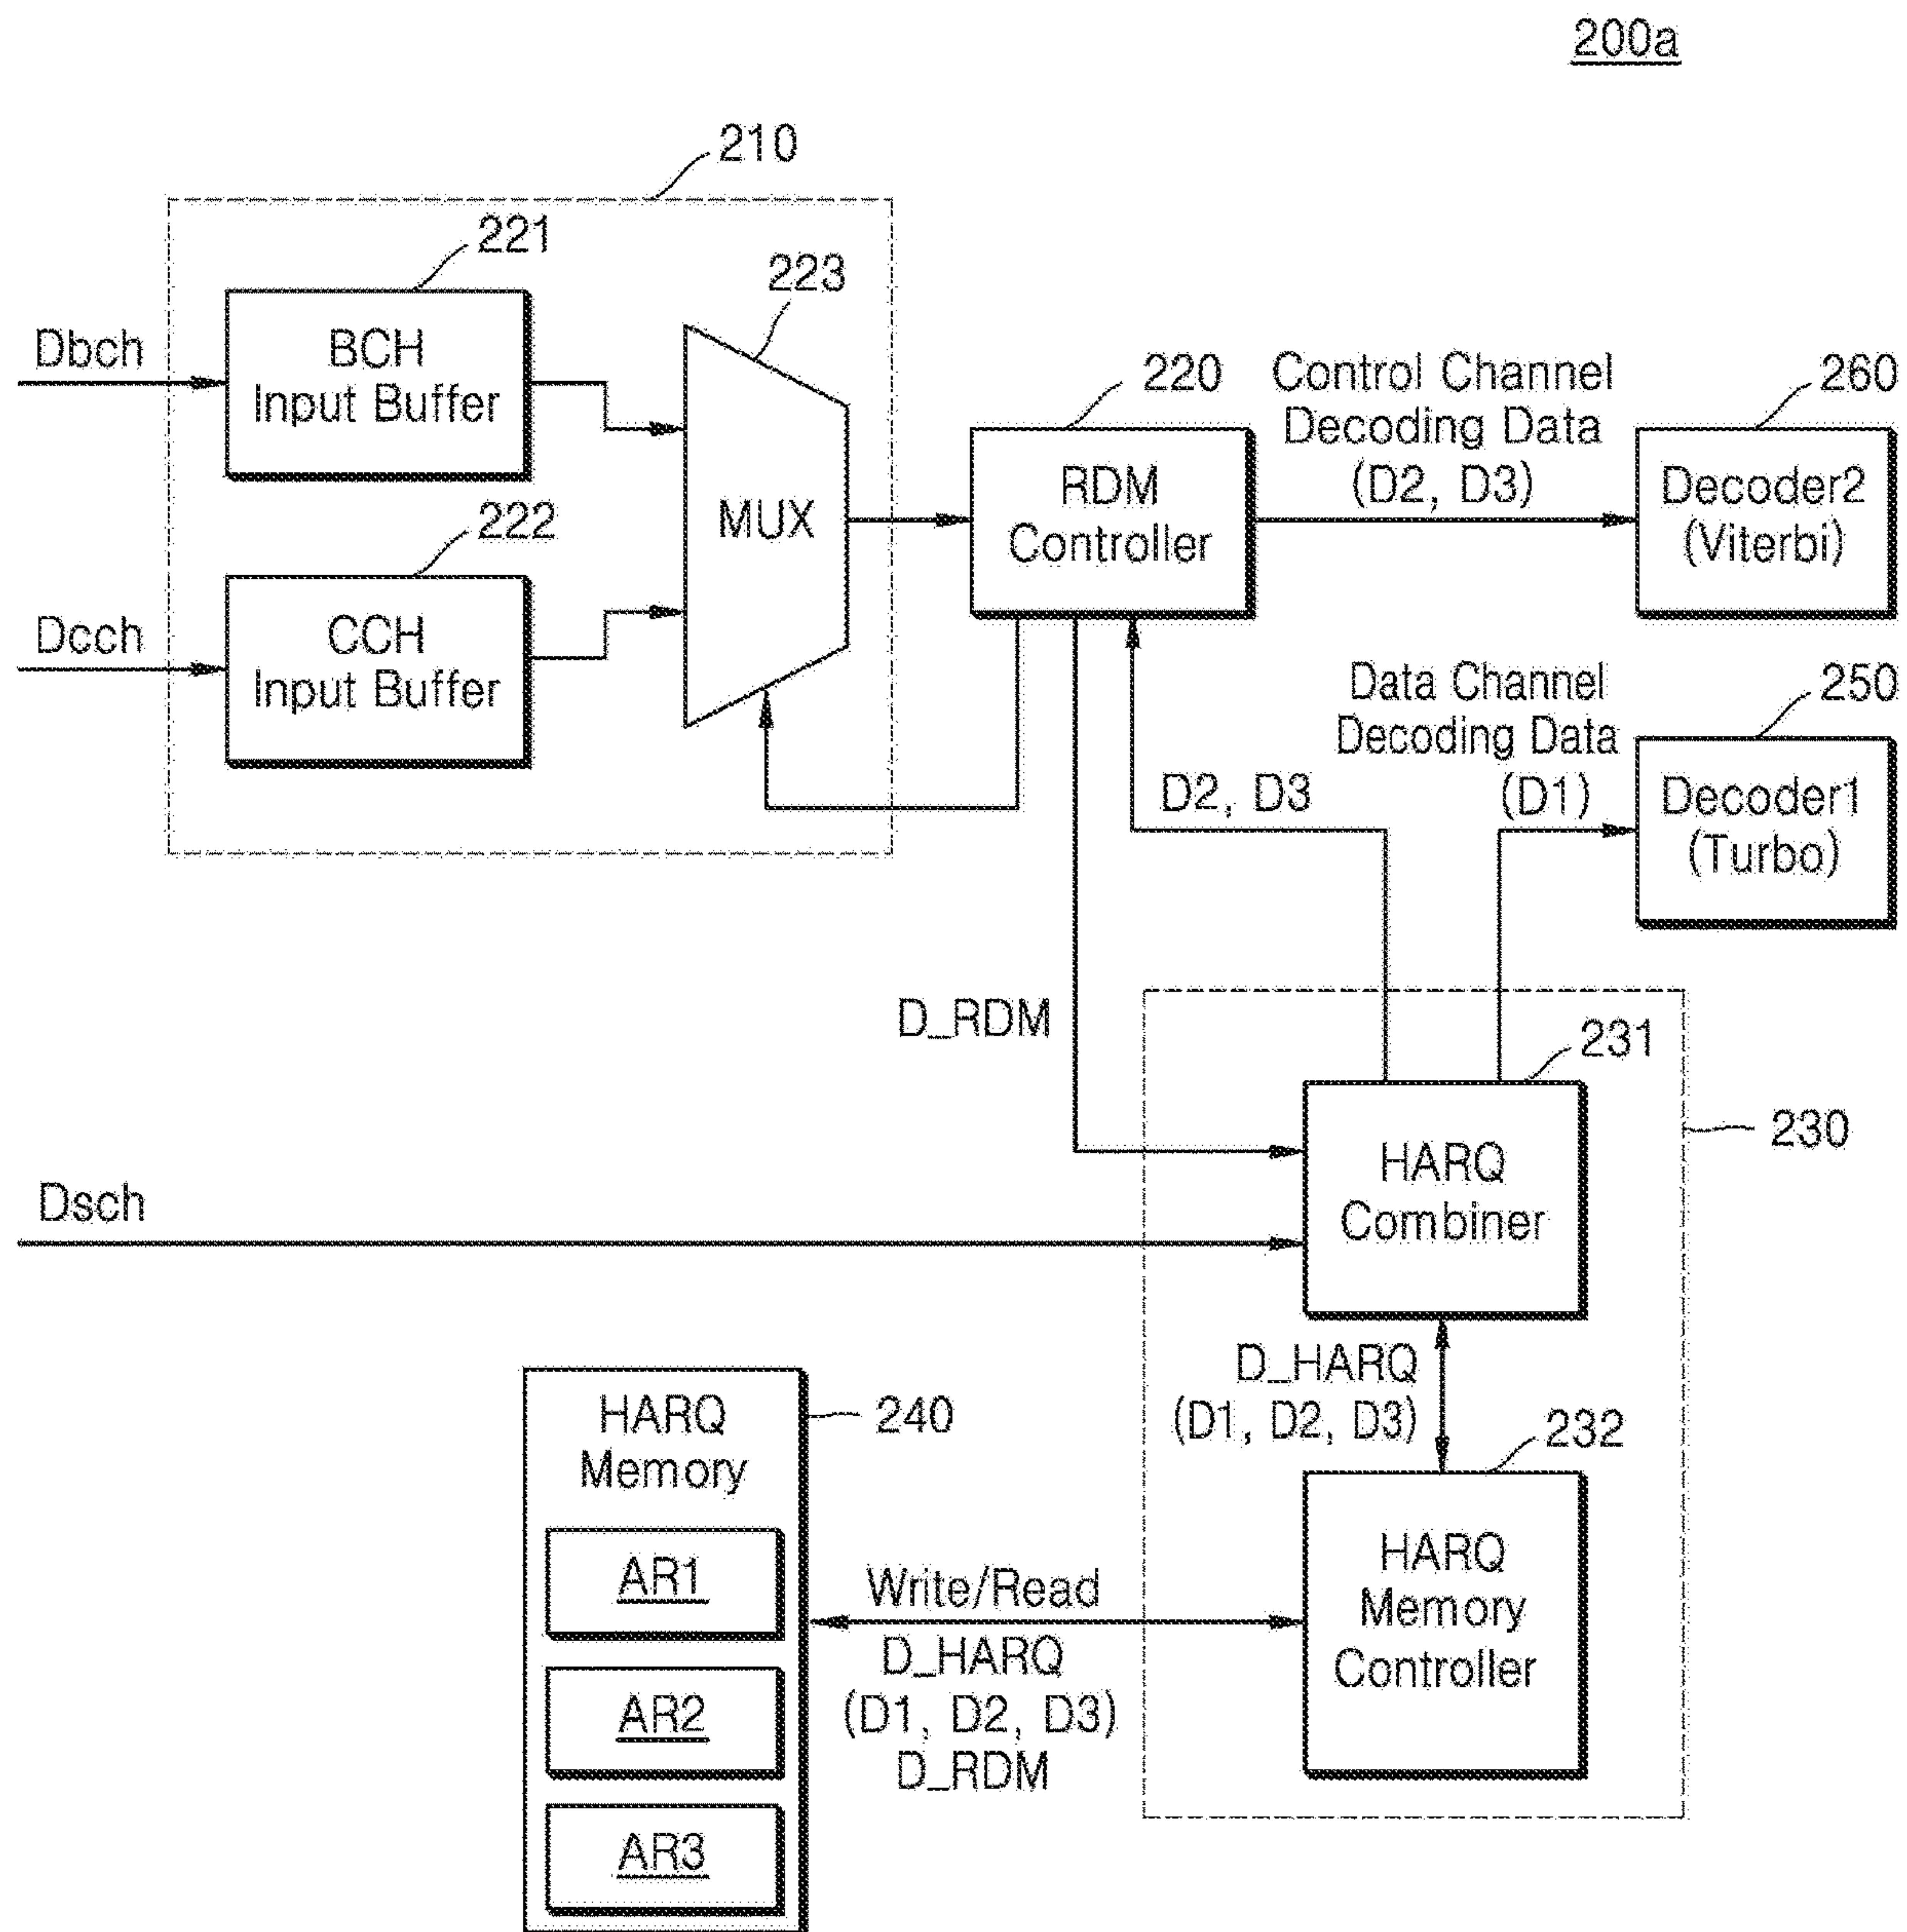 200a
210
221
223
Dbch
BCH
Input Buffer
222
MUX
Dcch
CCH
Input Buffer
220
RDM
Controller
Control Channel
Decoding Data
(D2, D3)
260
Decoder2
(Viterbi)
Data Channel
Decoding Data
(D1)
250
Decoder1
(Turbo)
D2, D3
D_RDM
231
HARQ
Combiner
230
Dsch
D_HARQ
(D1, D2, D3)
232
HARQ
Memory
Controller
HARQ
Memory
240
AR1
AR2
AR3
Write/Read
D_HARQ
(D1, D2, D3)
D_RDM